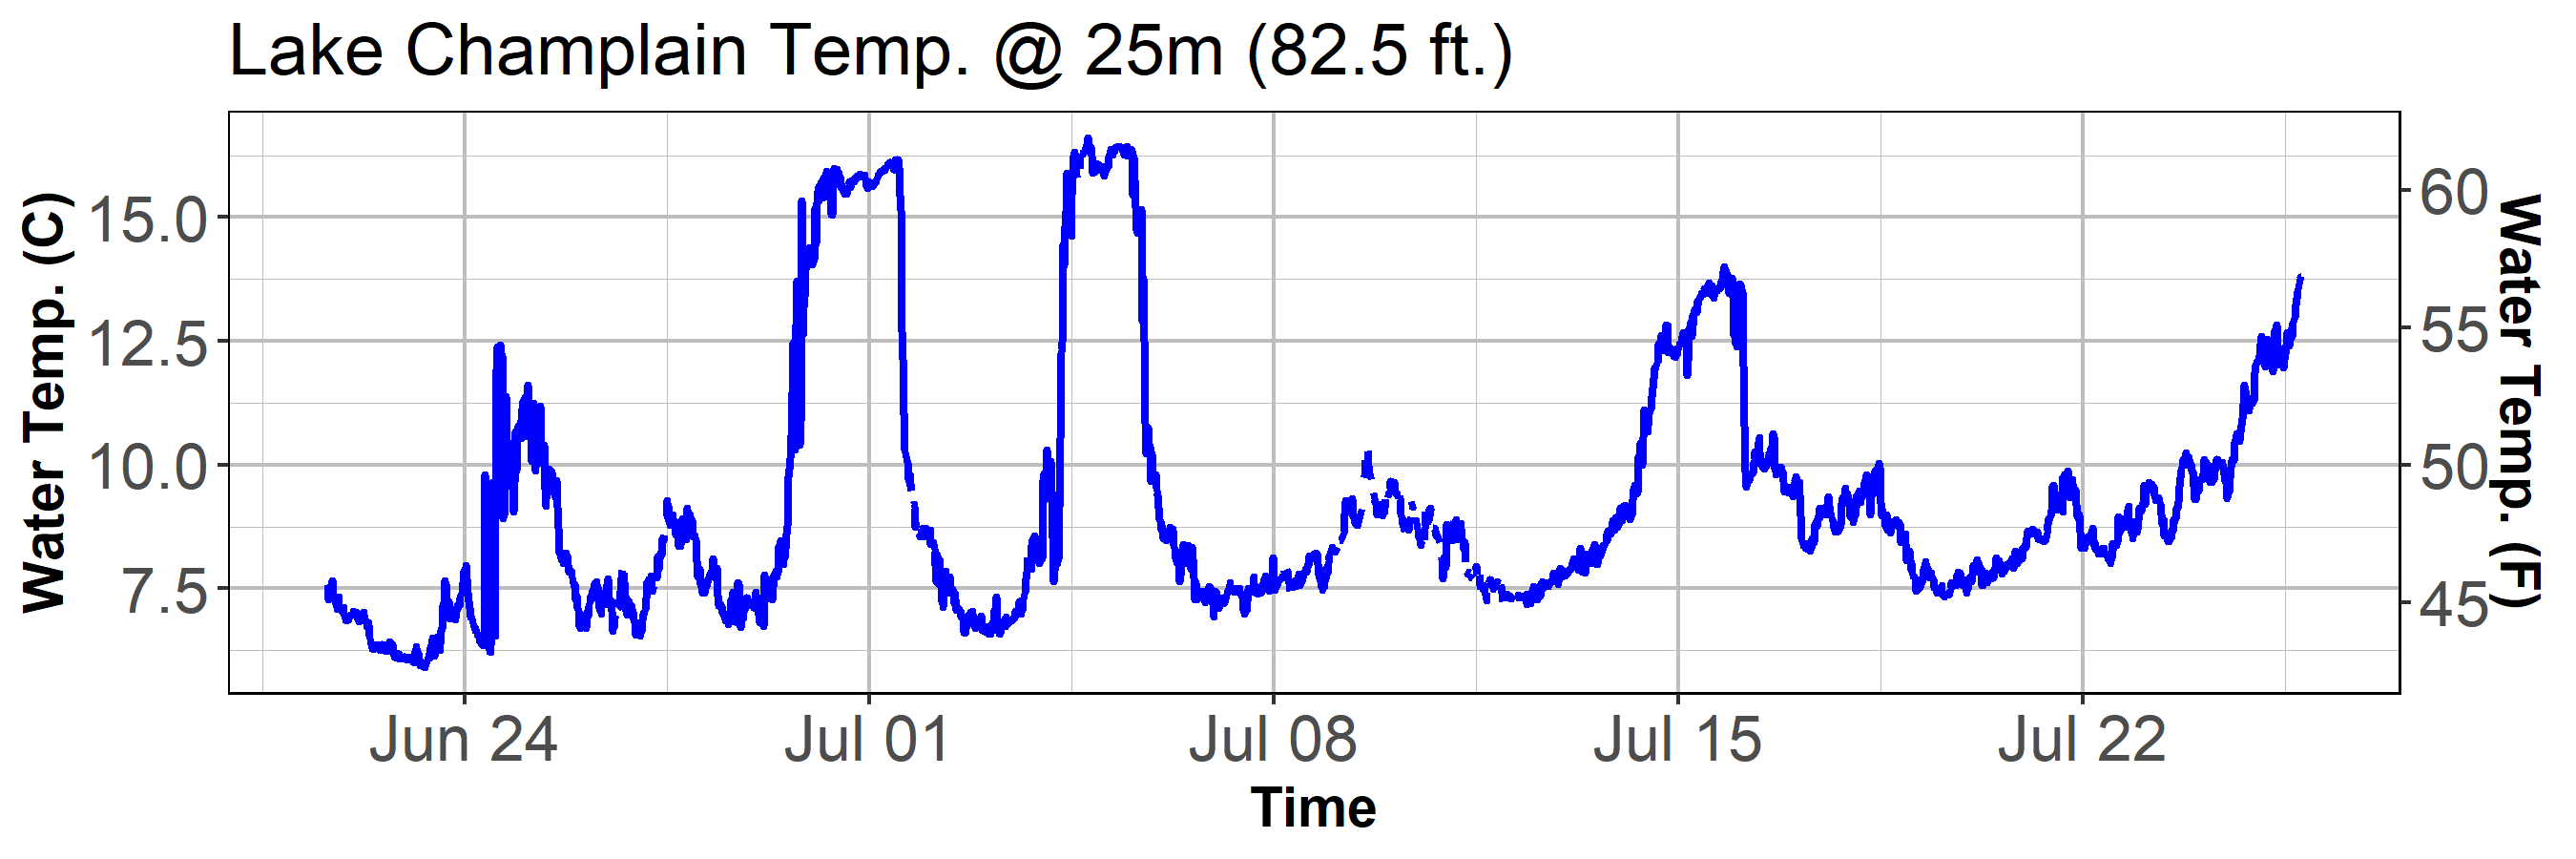 Lake Champlain Temp. @ 25m (82.5 ft.)
Water Temp. (C)
15.0
12.5
10.0
7.5
60
55
50
45
Water Temp. (F)
Jun 24 Jul 01 Jul 08 Jul 15 Jul 22
Time